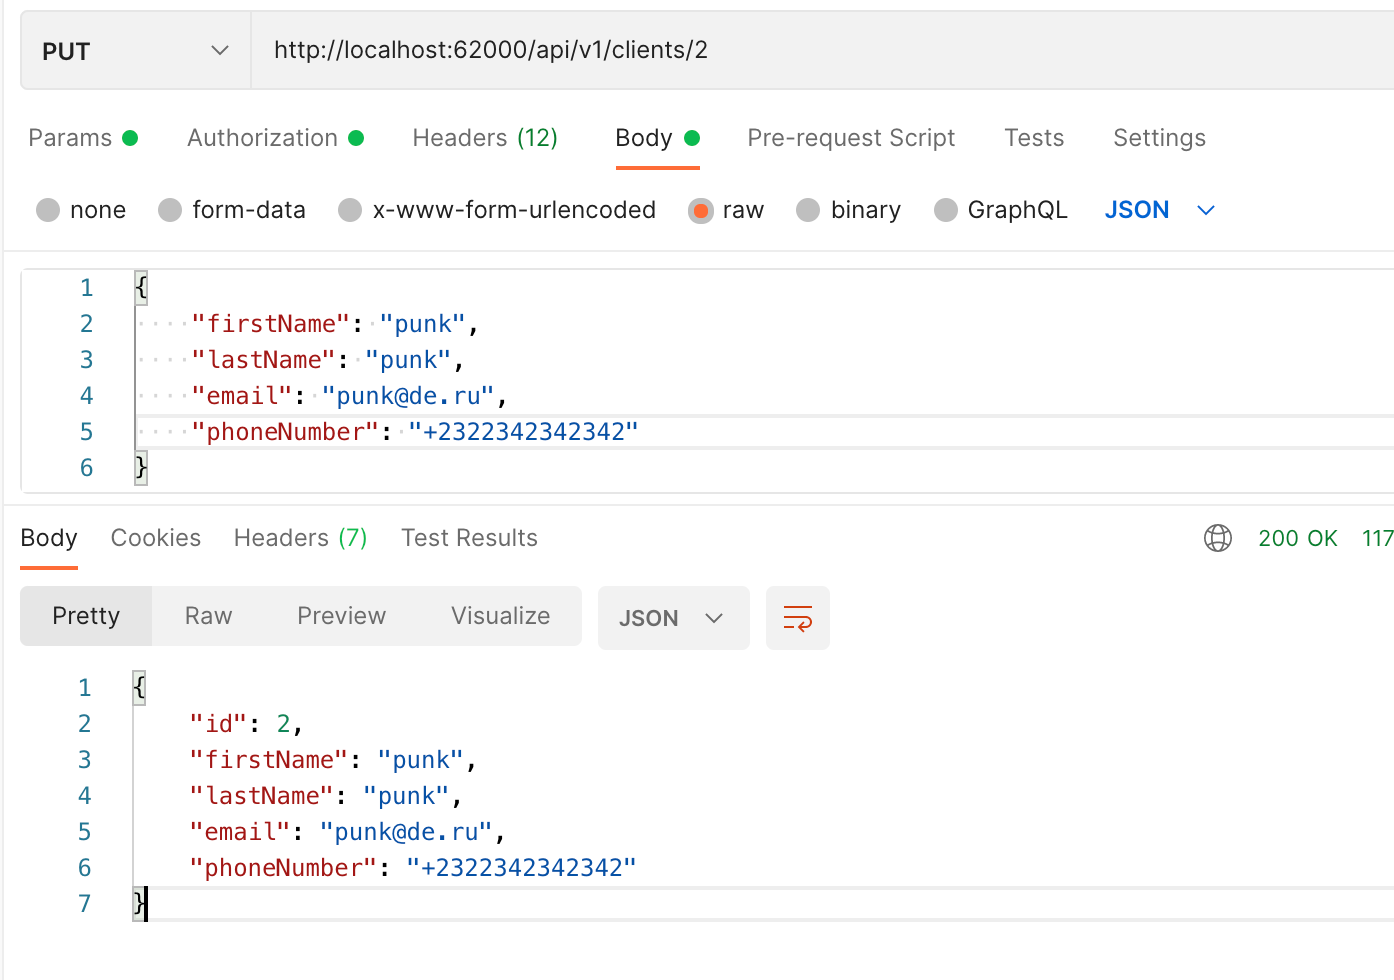 PUT http://localhost:62000/api/v1/clients/2
Params Authorization Headers (12) Body Pre-request Script Tests Settings
none form-data x-www-form-urlencoded raw binary GraphQL JSON
1 {
2 "firstName": "punk",
3 "lastName": "punk",
4 "email": "punk@de.ru",
5 "phoneNumber": "+2322342342342"
6 }
Body Cookies Headers (7) Test Results 200 OK 117
Pretty Raw Preview Visualize JSON
1 {
2 "id": 2,
3 "firstName": "punk",
4 "lastName": "punk",
5 "email": "punk@de.ru",
6 "phoneNumber": "+2322342342342"
7 }